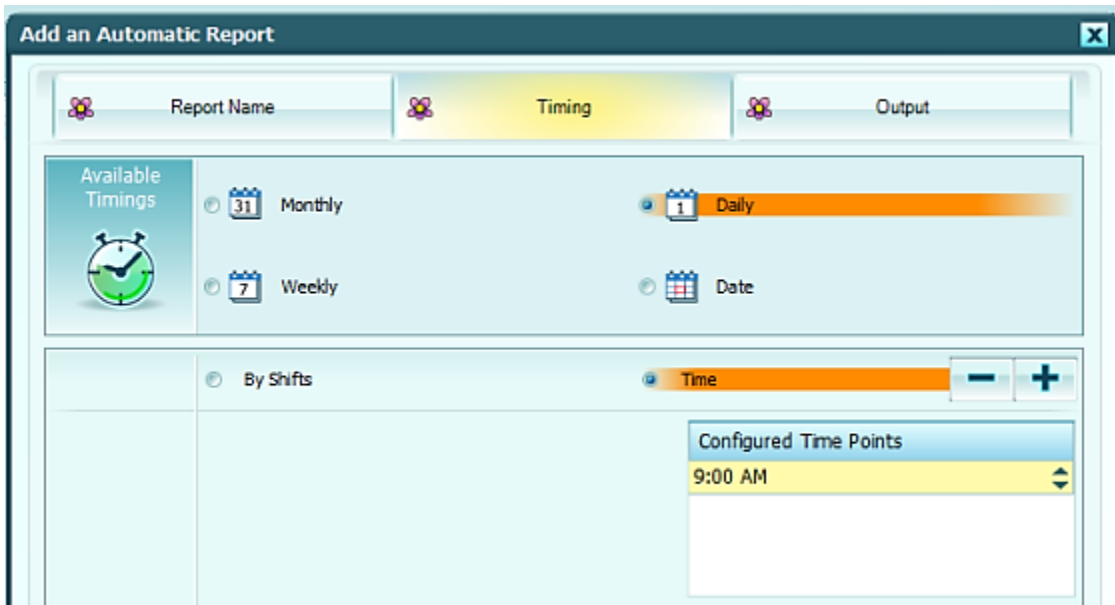 Add an Automatic Report
Report Name
Timing
Output
Available
Timings
31
Monthly
1
Daily
7
Weekly
Date
By Shifts
Time
Configured Time Points
9:00 AM